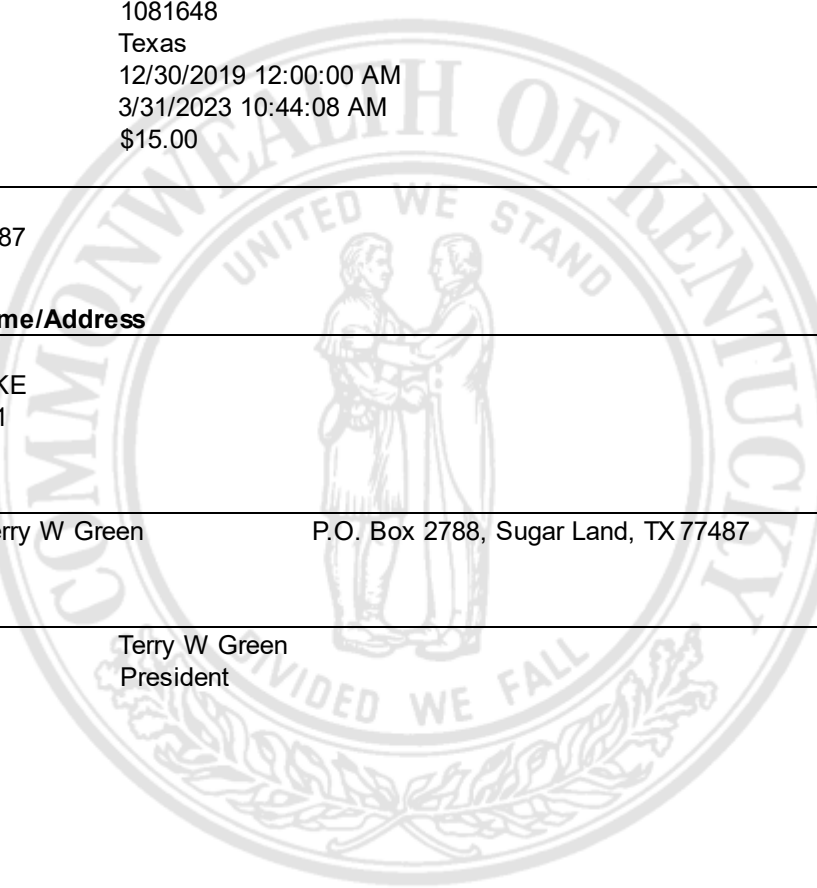 1081648
Texas
12/30/2019 12:00:00 AM
3/31/2023 10:44:08 AM
$15.00
87
me/Address
KE
1
erry W Green P.O. Box 2788, Sugar Land, TX 77487
Terry W Green
President
COMMONWEALTH OF KENTUCKY
UNITED WE STAND
DIVIDED WE FALL